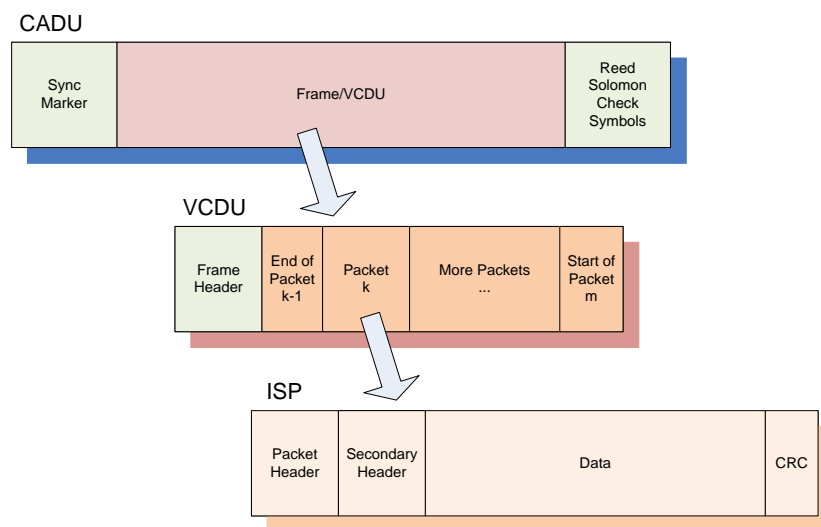 CADU
Sync
Marker
Frame/VCDU
Reed
Solomon
Check
Symbols
VCDU
Frame
Header
End of
Packet
k-1
Packet
k
More Packets
...
Start of
Packet
m
ISP
Packet
Header
Secondary
Header
Data
CRC